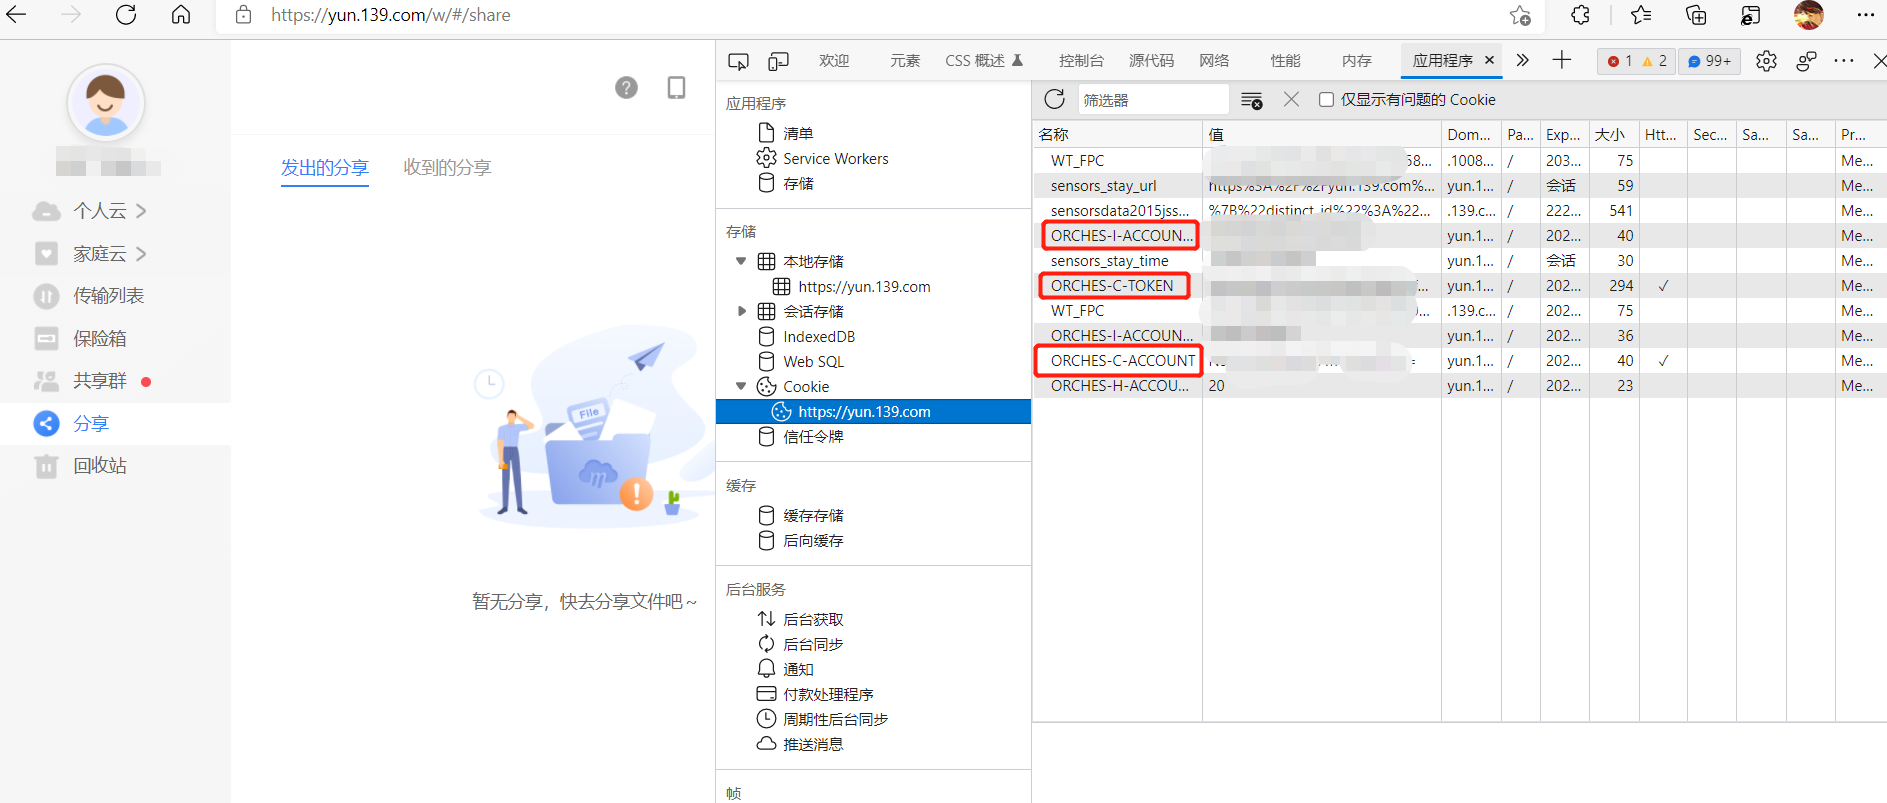 https://yun.139.com/w/#/share
欢迎 元素 CSS 概述 控制台 源代码 网络 性能 内存 应用程序 1 2 99+
个人云
家庭云
传输列表
保险箱
共享群
分享
回收站
发出的分享 收到的分享
File
暂无分享，快去分享文件吧～
应用程序
清单
Service Workers
存储
存储
本地存储
https://yun.139.com
会话存储
IndexedDB
Web SQL
Cookie
https://yun.139.com
信任令牌
缓存
缓存存储
后向缓存
后台服务
后台获取
后台同步
通知
付款处理程序
周期性后台同步
推送消息
帧
筛选器 仅显示有问题的 Cookie
名称 值 Dom... Pa... Exp... 大小 Htt... Sec... Sa... Sa... Pr...
WT_FPC 58... .1008... / 203... 75 Me...
sensors_stay_url https%3A%2F%2Fyun.139.com%... yun.1... / 会话 59 Me...
sensorsdata2015jss... %7B%22distinct_id%22%3A%22... .139.c... / 222... 541 Me...
ORCHES-I-ACCOUN... yun.1... / 202... 40 Me...
sensors_stay_time yun.1... / 会话 30 Me...
ORCHES-C-TOKEN yun.1... / 202... 294 ✓ Me...
WT_FPC .139.c... / 202... 75 Me...
ORCHES-I-ACCOUN... yun.1... / 202... 36 Me...
ORCHES-C-ACCOUNT yun.1... / 202... 40 ✓ Me...
ORCHES-H-ACCOU... 20 yun.1... / 202... 23 Me...